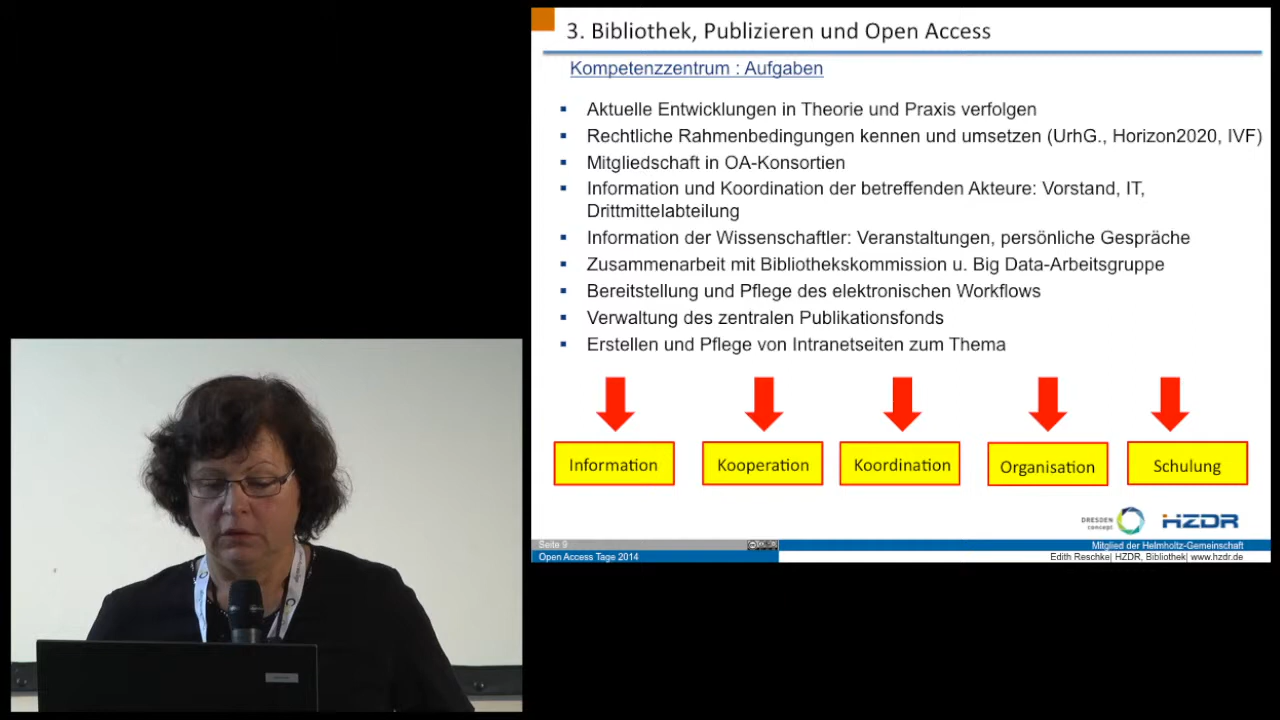 3. Bibliothek, Publizieren und Open Access
Kompetenzzentrum : Aufgaben
Aktuelle Entwicklungen in Theorie und Praxis verfolgen
Rechtliche Rahmenbedingungen kennen und umsetzen (UrhG., Horizon2020, IVF)
Mitgliedschaft in OA-Konsortien
Information und Koordination der betreffenden Akteure: Vorstand, IT,
Drittmittelabteilung
Information der Wissenschaftler: Veranstaltungen, persönliche Gespräche
Zusammenarbeit mit Bibliothekskommission u. Big Data-Arbeitsgruppe
Bereitstellung und Pflege des elektronischen Workflows
Verwaltung des zentralen Publikationsfonds
Erstellen und Pflege von Intranetseiten zum Thema
Information Kooperation Koordination Organisation Schulung
DRESDEN
concept
HZDR
Seite 9
Mitglied der Helmholtz-Gemeinschaft
Open Access Tage 2014
Edith Reschke| HZDR, Bibliothek| www.hzdr.de